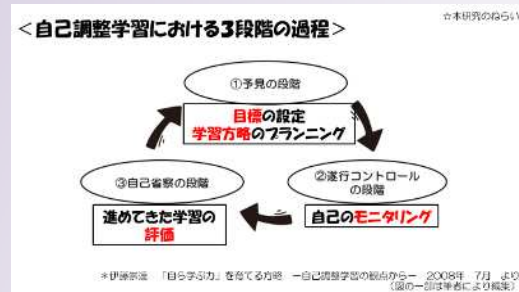 ☆本研究のねらい
＜自己調整学習における3段階の過程＞
①予見の段階
目標の設定
学習方略のプランニング
③自己省察の段階
進めてきた学習の
評価
②遂行コントロール
の段階
自己のモニタリング
＊伊藤崇達 「自ら学ぶ力」を育てる方略 ー自己調整学習の観点からー 2008年 7月 より
（図の一部は筆者により編集）